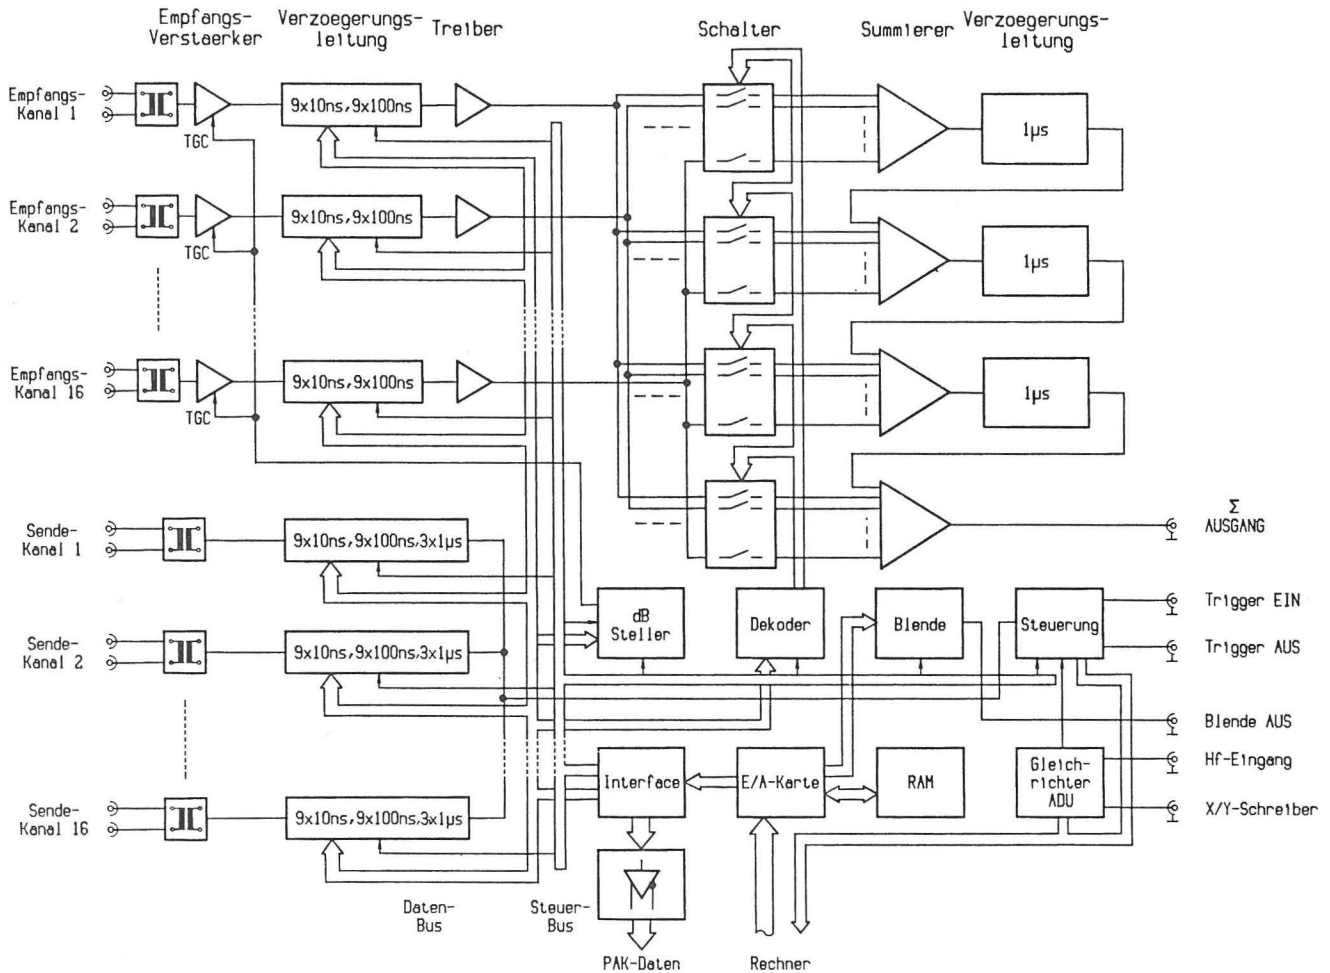 Empfangs-
Verstaerker
Verzoegerungs-
leitung
Treiber
Schalter
Summierer
Verzoegerungs-
leitung
Empfangs-
Kanal 1
TGC
9x10ns,9x100ns
1µs
Empfangs-
Kanal 2
TGC
9x10ns,9x100ns
1µs
Empfangs-
Kanal 16
TGC
9x10ns,9x100ns
1µs
Σ
AUSGANG
Sende-
Kanal 1
9x10ns,9x100ns,3x1µs
dB
Steller
Dekoder
Blende
Steuerung
Trigger EIN
Trigger AUS
Sende-
Kanal 2
9x10ns,9x100ns,3x1µs
Blende AUS
Interface
E/A-Karte
RAM
Gleich-
richter
ADU
Hf-Eingang
X/Y-Schreiber
Sende-
Kanal 16
9x10ns,9x100ns,3x1µs
Daten-
Bus
Steuer-
Bus
PAK-Daten
Rechner